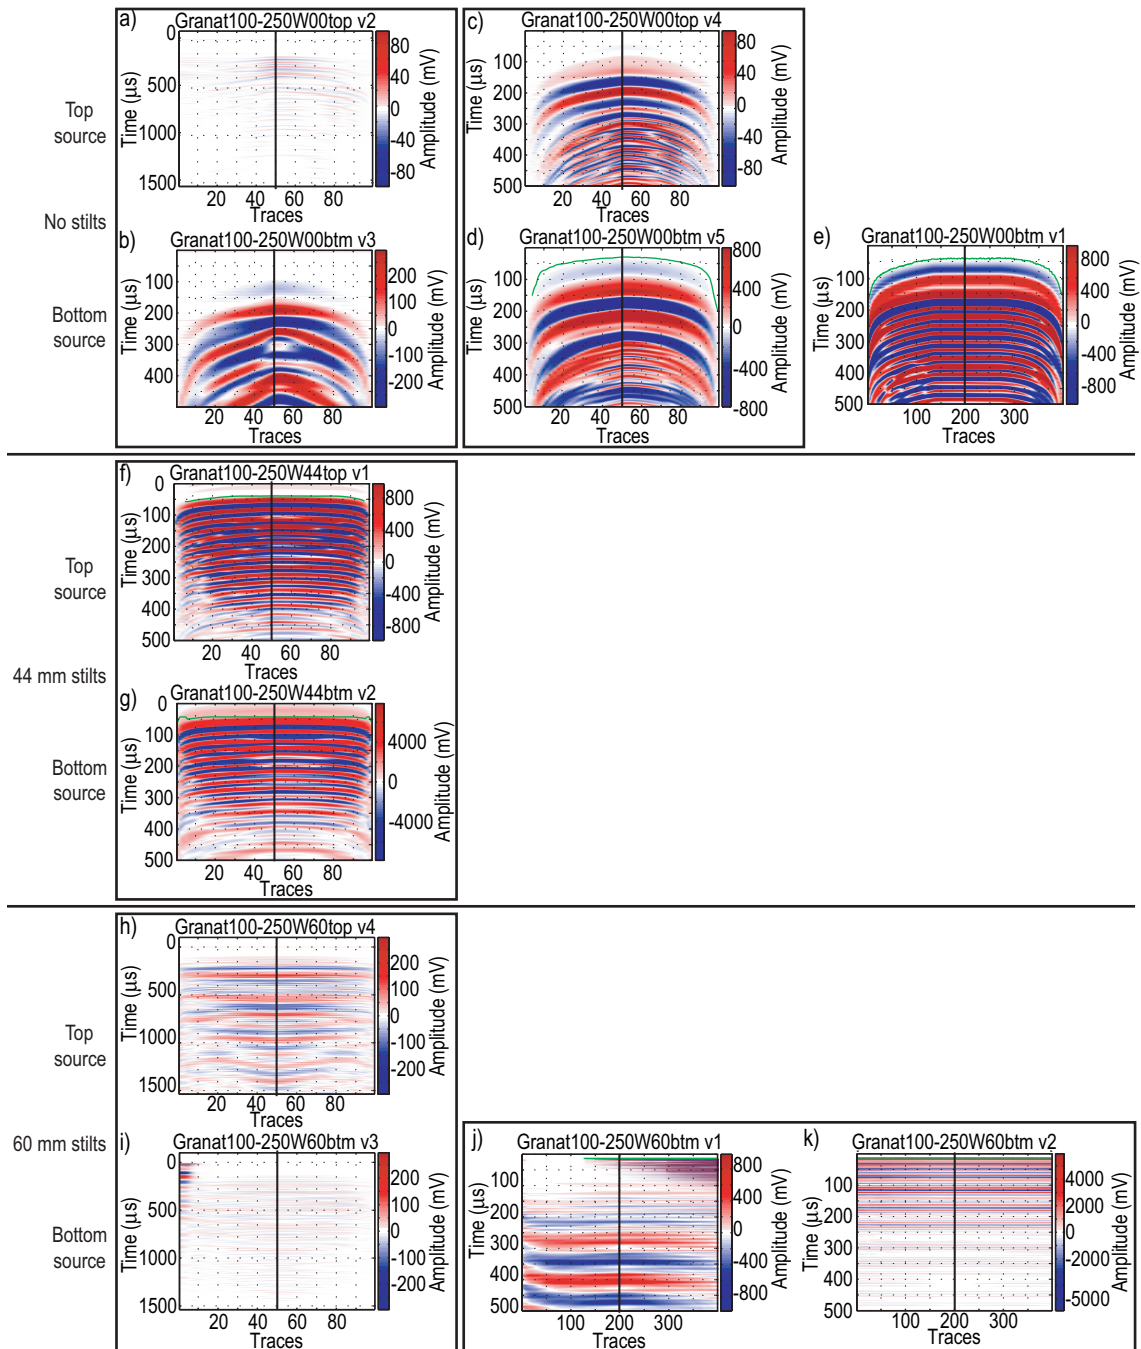 a) Granat100-250W00top v2
0
500
1000
1500
Time (µs)
20 40 60 80
Traces
80
40
0
-40
-80
Amplitude (mV)
c) Granat100-250W00top v4
100
200
300
400
500
Time (µs)
20 40 60 80
Traces
80
40
0
-40
-80
Amplitude (mV)
Top
source
No stilts
b) Granat100-250W00btm v3
100
200
300
400
Time (µs)
20 40 60 80
Traces
200
100
0
-100
-200
Amplitude (mV)
d) Granat100-250W00btm v5
100
200
300
400
500
Time (µs)
20 40 60 80
Traces
800
400
0
-400
-800
Amplitude (mV)
e) Granat100-250W00btm v1
100
200
300
400
500
Time (µs)
100 200 300
Traces
800
400
0
-400
-800
Amplitude (mV)
Bottom
source
f) Granat100-250W44top v1
0
100
200
300
400
500
Time (µs)
20 40 60 80
Traces
800
400
0
-400
-800
Amplitude (mV)
Top
source
44 mm stilts
g) Granat100-250W44btm v2
0
100
200
300
400
500
Time (µs)
20 40 60 80
Traces
4000
0
-4000
Amplitude (mV)
Bottom
source
h) Granat100-250W60top v4
0
500
1000
1500
Time (µs)
20 40 60 80
Traces
200
100
0
-100
-200
Amplitude (mV)
Top
source
60 mm stilts
i) Granat100-250W60btm v3
0
500
1000
1500
Time (µs)
20 40 60 80
Traces
200
100
0
-100
-200
Amplitude (mV)
j) Granat100-250W60btm v1
100
200
300
400
500
Time (µs)
100 200 300
Traces
800
400
0
-400
-800
Amplitude (mV)
k) Granat100-250W60btm v2
100
200
300
400
500
Time (µs)
100 200 300
Traces
4000
2000
0
-2000
-5000
Amplitude (mV)
Bottom
source